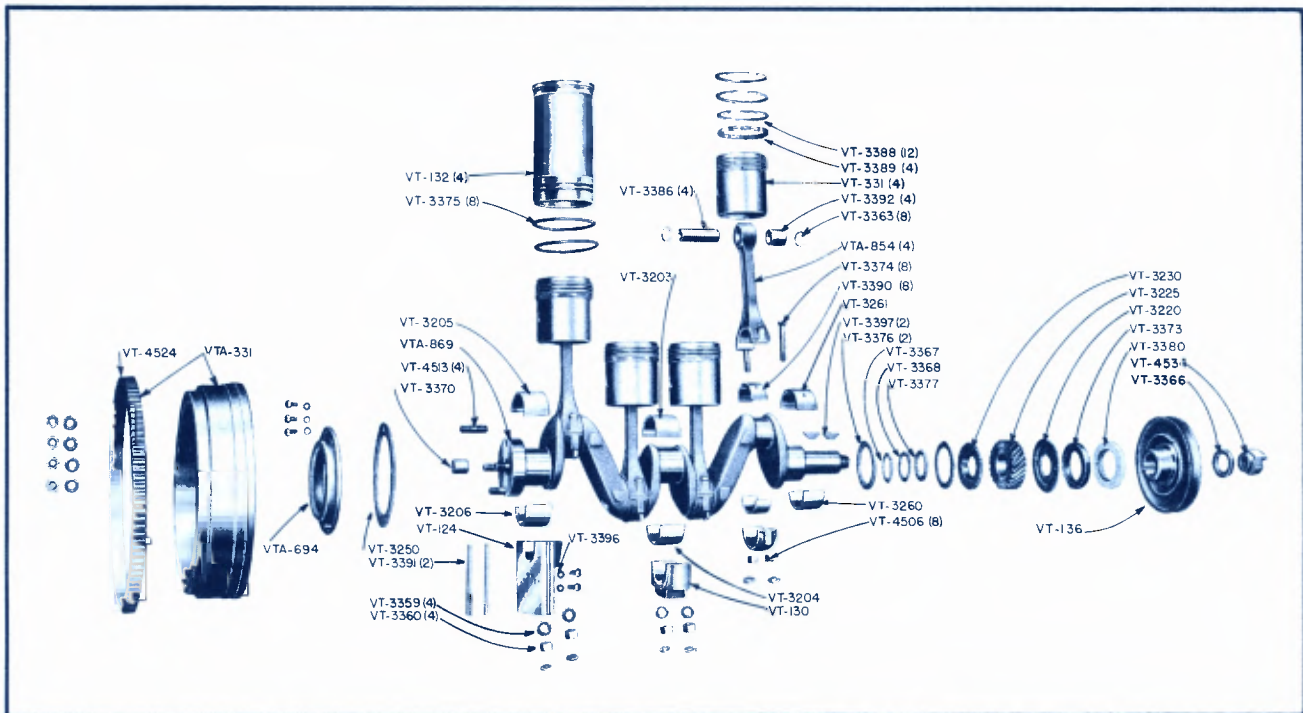 VT-3388 (12)
VT-3389 (4)
VT-331 (4)
VT-3392 (4)
VT-3363 (8)
VT-132 (4)
VT-3375 (8)
VT-3386 (4)
VTA-854 (4)
VT-3374 (8)
VT-3390 (8)
VT-3261
VT-3397 (2)
VT-3376 (2)
VT-3203
VT-3205
VTA-869
VT-4513 (4)
VT-3370
VT-4524
VTA-331
VT-3367
VT-3368
VT-3377
VT-3230
VT-3225
VT-3220
VT-3373
VT-3380
VT-453
VT-3366
VT-3206
VT-124
VT-3396
VTA-694
VT-3250
VT-3391 (2)
VT-3359 (4)
VT-3360 (4)
VT-3260
VT-4506 (8)
VT-136
VT-3204
VT-130